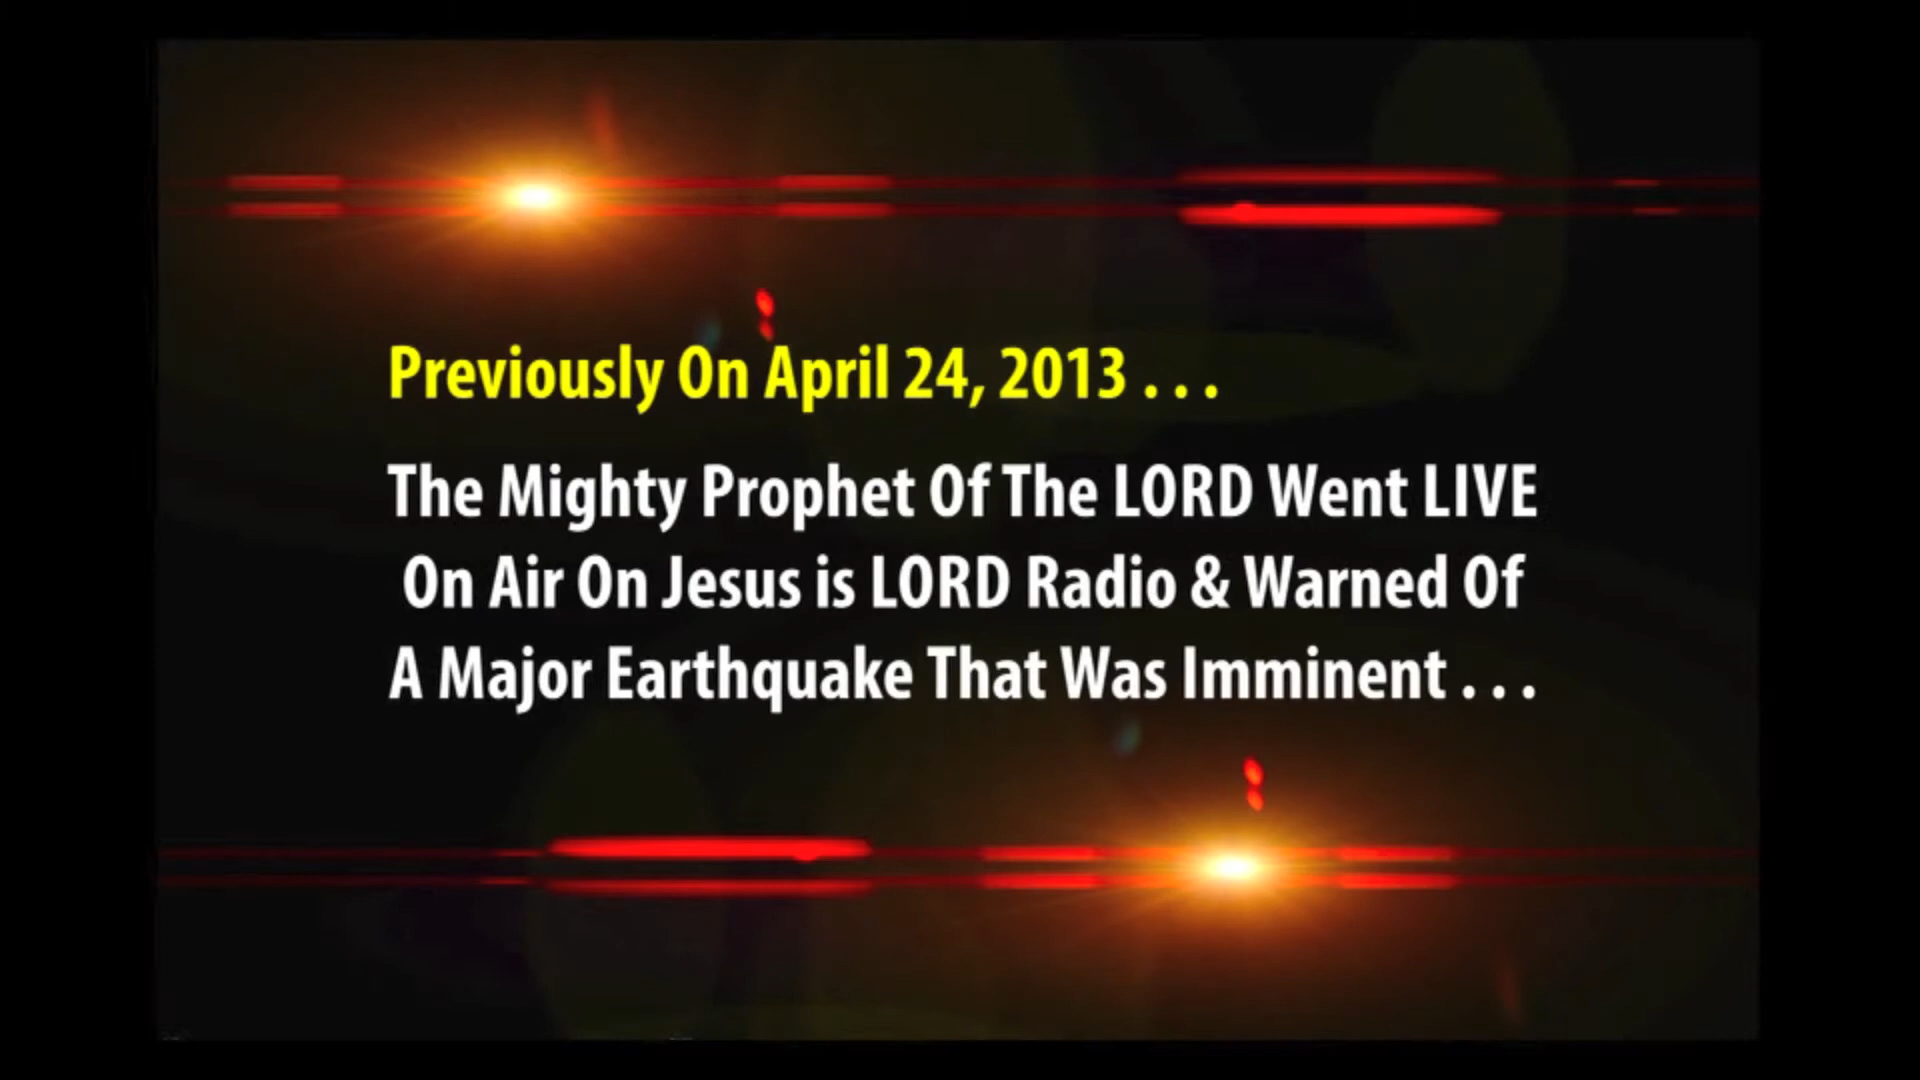 Previously On April 24, 2013 . . .
The Mighty Prophet Of The LORD Went LIVE
On Air On Jesus is LORD Radio & Warned Of
A Major Earthquake That Was Imminent . . .